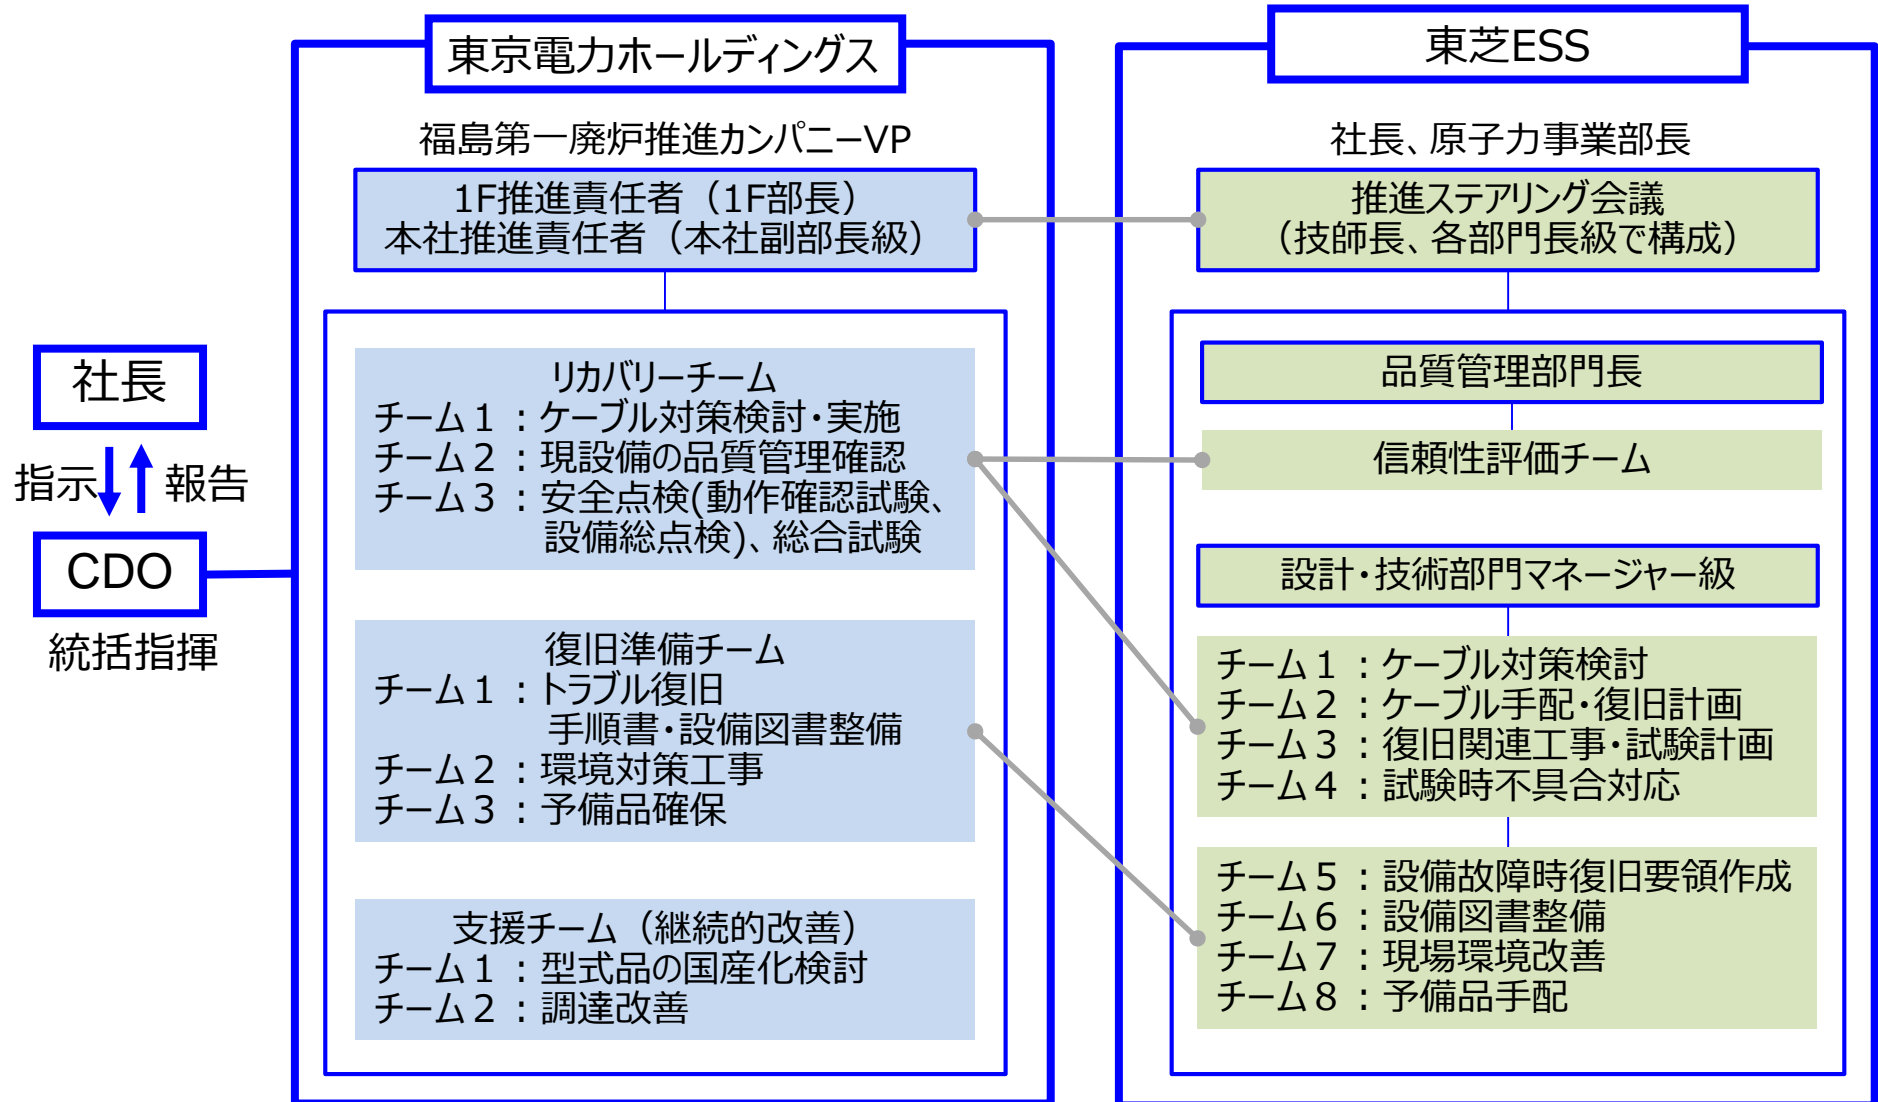 社長
指示
報告
CDO
統括指揮
東京電力ホールディングス
福島第一廃炉推進カンパニーVP
1F推進責任者（1F部長）
本社推進責任者（本社副部長級）
リカバリーチーム
チーム１：ケーブル対策検討・実施
チーム２：現設備の品質管理確認
チーム３：安全点検(動作確認試験、
設備総点検)、総合試験
復旧準備チーム
チーム１：トラブル復旧
手順書・設備図書整備
チーム２：環境対策工事
チーム３：予備品確保
支援チーム（継続的改善）
チーム１：型式品の国産化検討
チーム２：調達改善
東芝ESS
社長、原子力事業部長
推進ステアリング会議
（技師長、各部門長級で構成）
品質管理部門長
信頼性評価チーム
設計・技術部門マネージャー級
チーム１：ケーブル対策検討
チーム２：ケーブル手配・復旧計画
チーム３：復旧関連工事・試験計画
チーム４：試験時不具合対応
チーム５：設備故障時復旧要領作成
チーム６：設備図書整備
チーム７：現場環境改善
チーム８：予備品手配